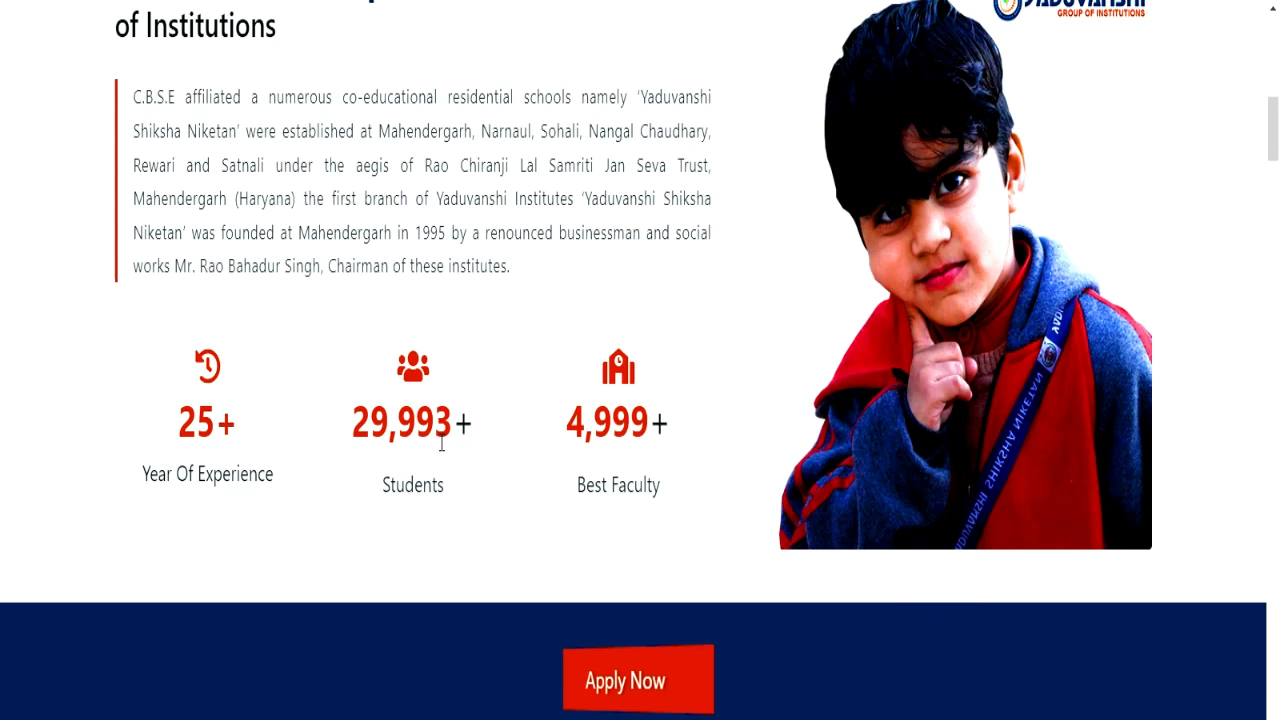 of Institutions
YADUVANSHI
GROUP OF INSTITUTIONS
C.B.S.E affiliated a numerous co-educational residential schools namely ‘Yaduvanshi
Shiksha Niketan’ were established at Mahendergarh, Narnaul, Sohali, Nangal Chaudhary,
Rewari and Satnali under the aegis of Rao Chiranji Lal Samriti Jan Seva Trust,
Mahendergarh (Haryana) the first branch of Yaduvanshi Institutes ‘Yaduvanshi Shiksha
Niketan’ was founded at Mahendergarh in 1995 by a renounced businessman and social
works Mr. Rao Bahadur Singh, Chairman of these institutes.
25+
29,993+
4,999+
Year Of Experience
Students
Best Faculty
SHIKSHA NIKETAN
Apply Now